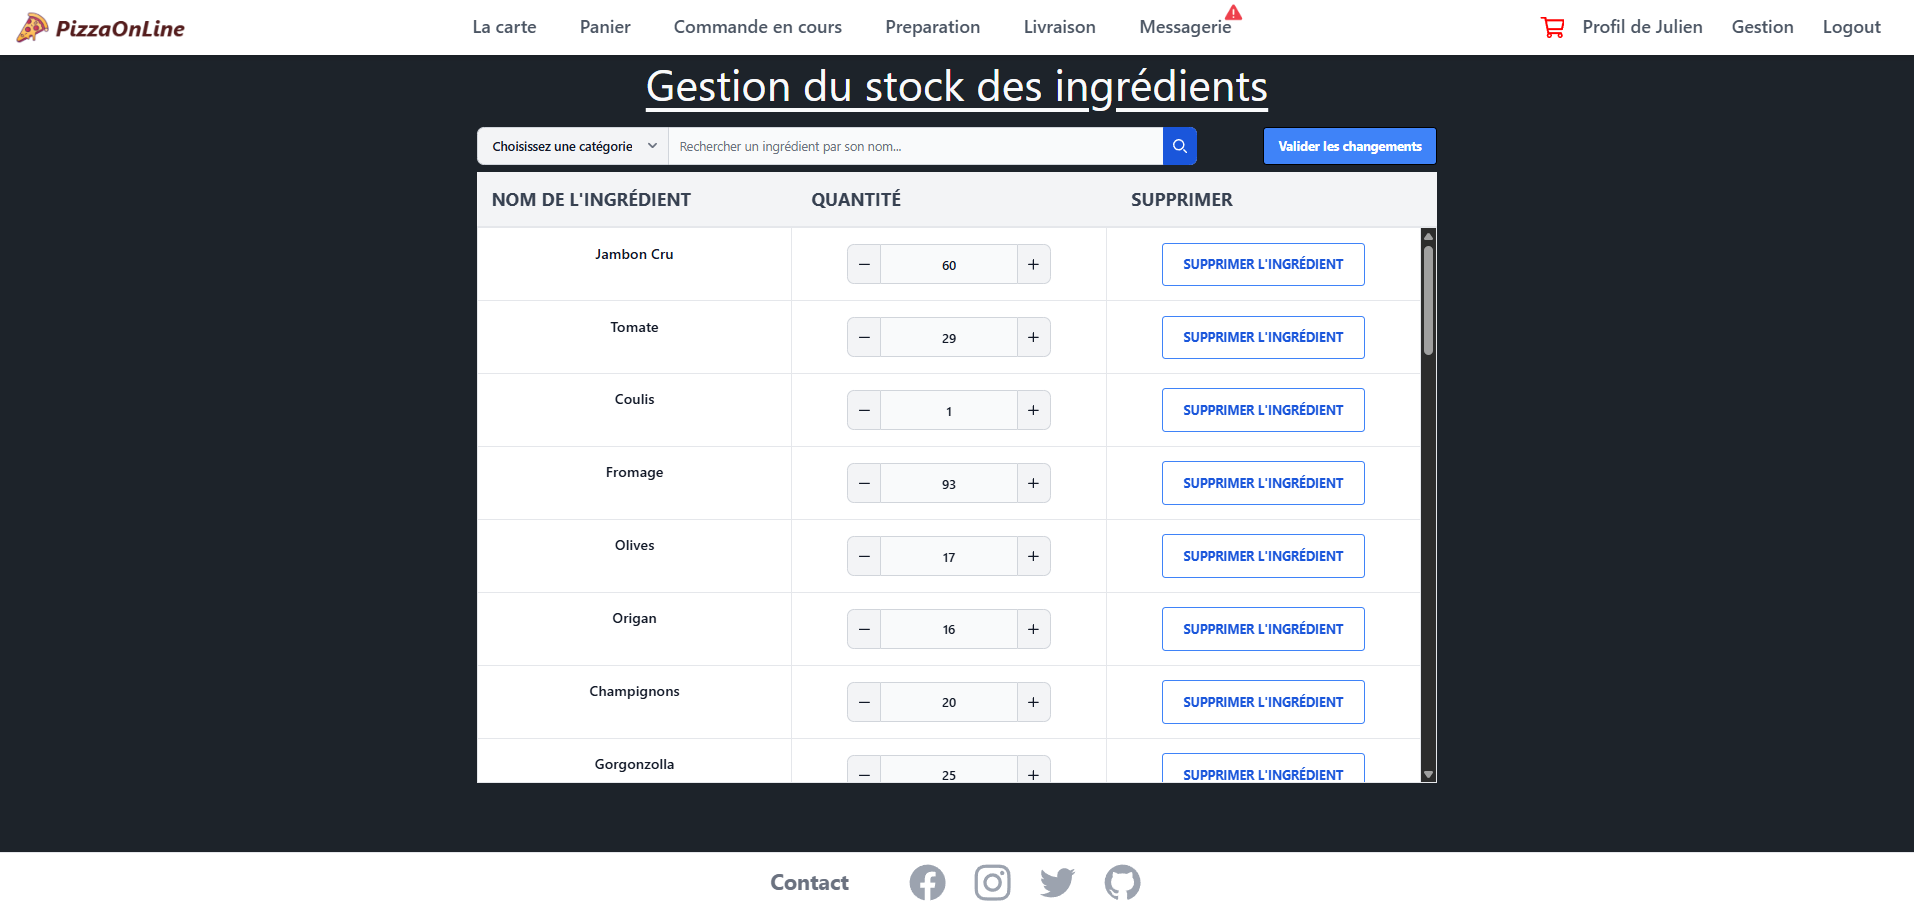 PizzaOnLine La carte Panier Commande en cours Preparation Livraison Messagerie Profil de Julien Gestion Logout
Gestion du stock des ingrédients
Choisissez une catégorie Rechercher un ingrédient par son nom... Valider les changements
NOM DE L'INGRÉDIENT QUANTITÉ SUPPRIMER
Jambon Cru − 60 + SUPPRIMER L'INGRÉDIENT
Tomate − 29 + SUPPRIMER L'INGRÉDIENT
Coulis − 1 + SUPPRIMER L'INGRÉDIENT
Fromage − 93 + SUPPRIMER L'INGRÉDIENT
Olives − 17 + SUPPRIMER L'INGRÉDIENT
Origan − 16 + SUPPRIMER L'INGRÉDIENT
Champignons − 20 + SUPPRIMER L'INGRÉDIENT
Gorgonzolla − 25 + SUPPRIMER L'INGRÉDIENT
Contact